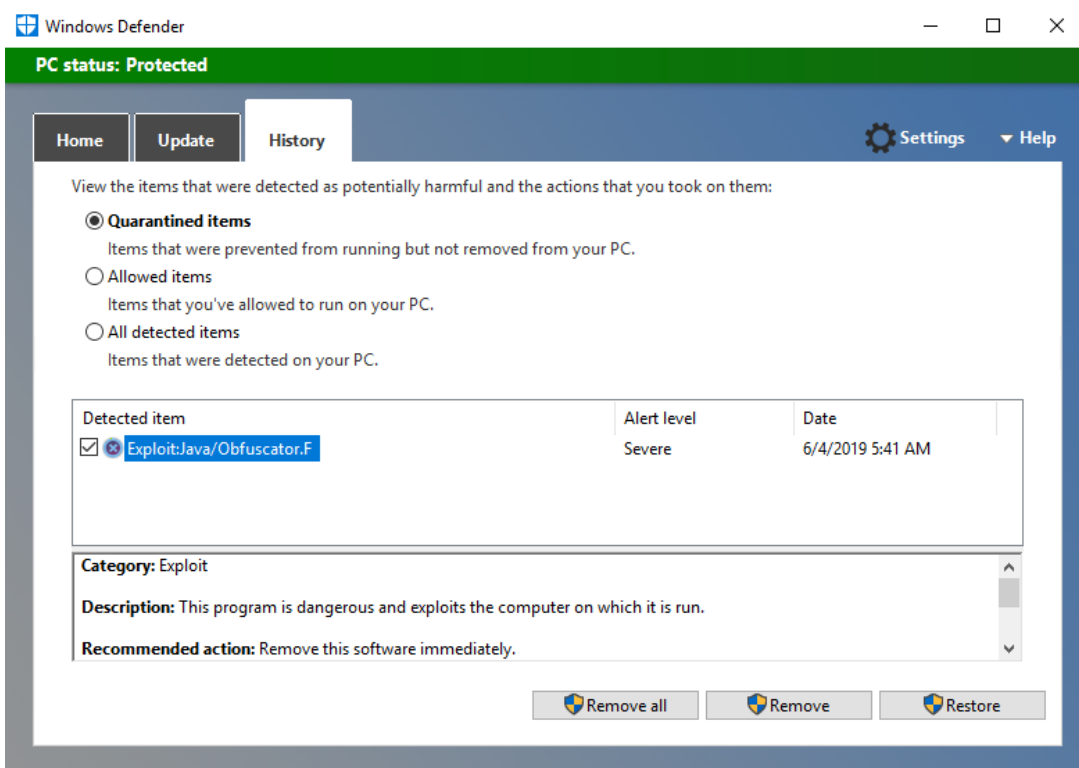 Windows Defender
PC status: Protected
Home Update History Settings Help
View the items that were detected as potentially harmful and the actions that you took on them:
Quarantined items
Items that were prevented from running but not removed from your PC.
Allowed items
Items that you've allowed to run on your PC.
All detected items
Items that were detected on your PC.
Detected item Alert level Date
Exploit:Java/Obfuscator.F Severe 6/4/2019 5:41 AM
Category: Exploit
Description: This program is dangerous and exploits the computer on which it is run.
Recommended action: Remove this software immediately.
Remove all Remove Restore